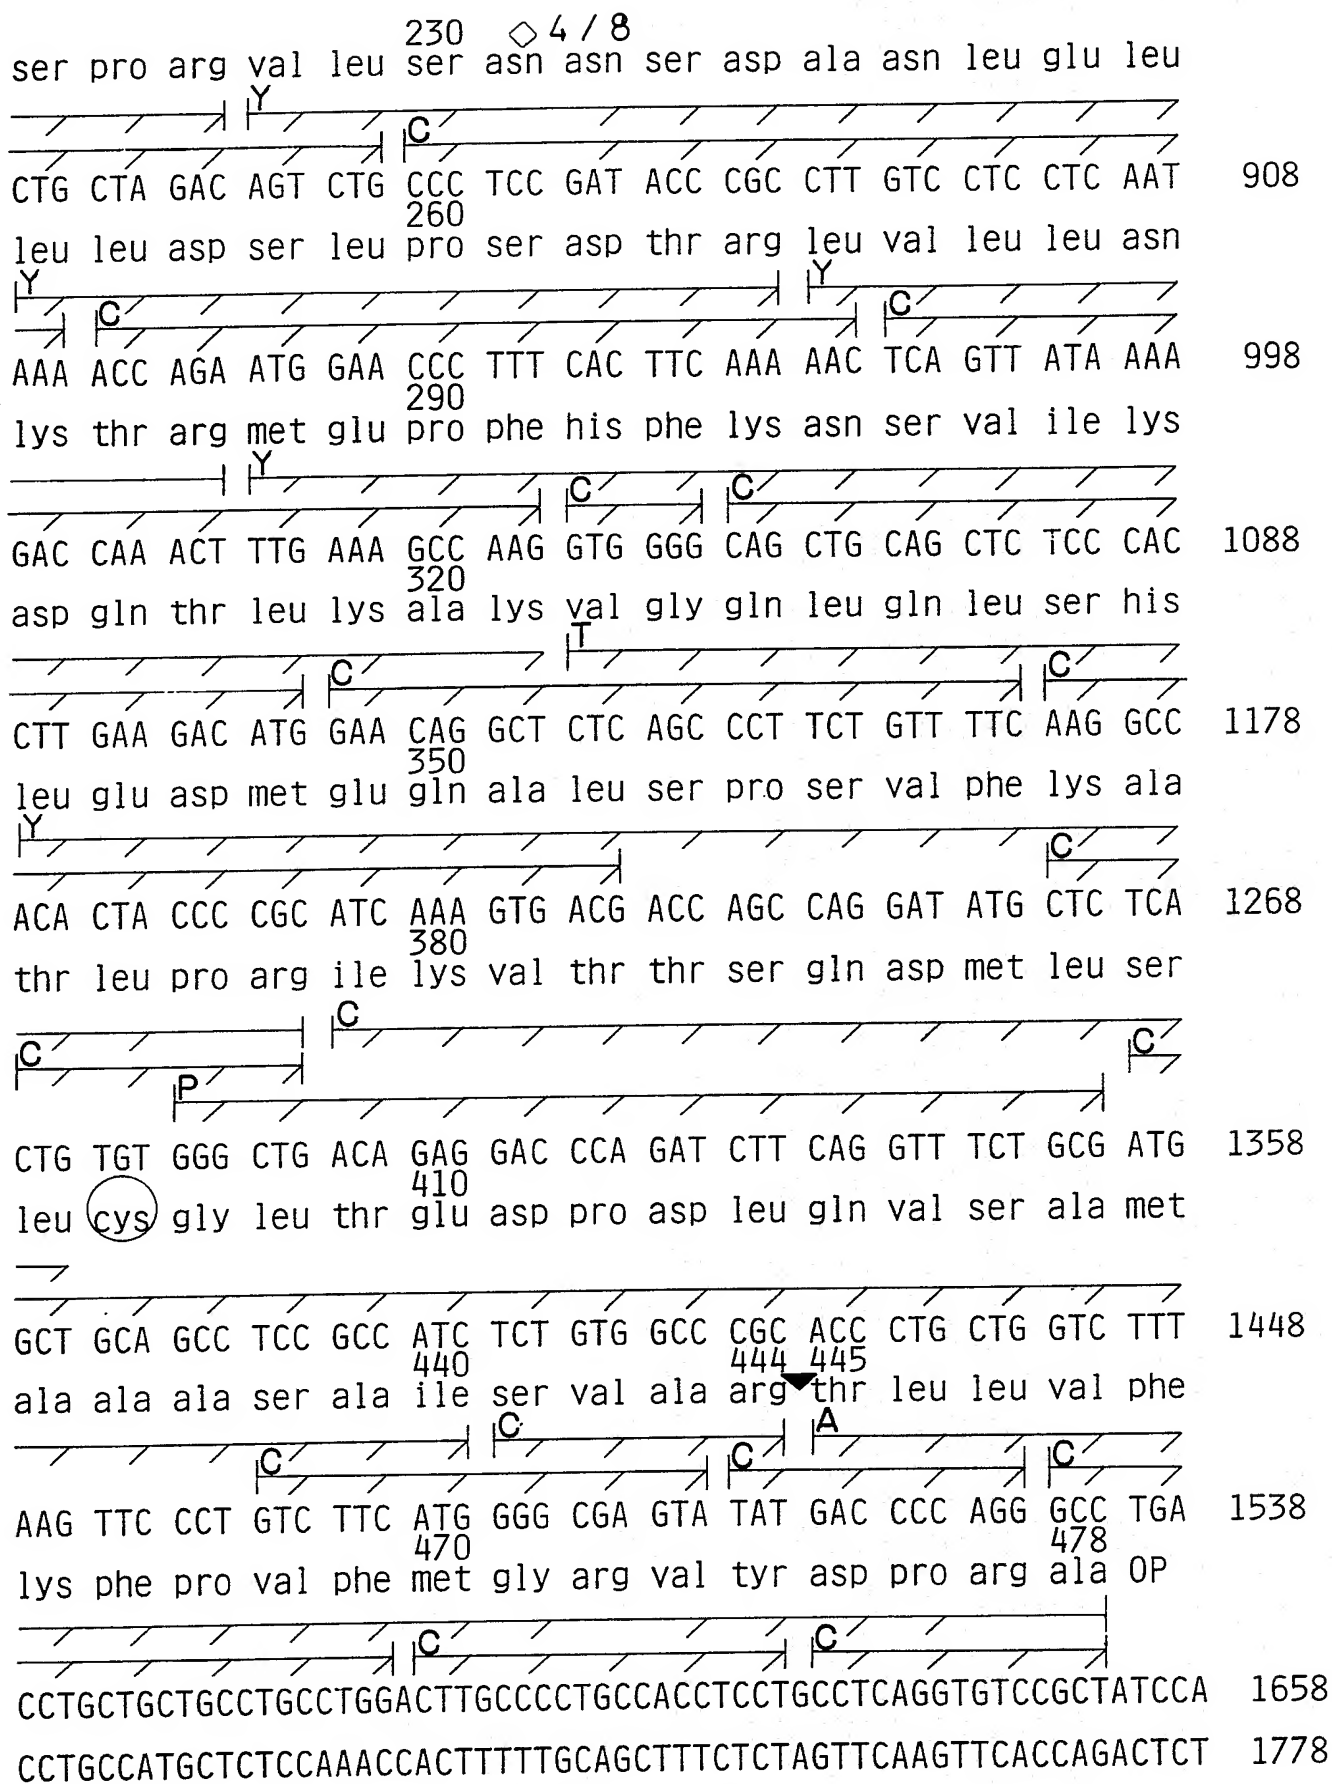 230 ◇ 4 / 8
ser pro arg val leu ser asn asn ser asp ala asn leu glu leu
Y
C
CTG CTA GAC AGT CTG CCC TCC GAT ACC CGC CTT GTC CTC CTC AAT 908
260
leu leu asp ser leu pro ser asp thr arg leu val leu leu asn
Y Y
C C
AAA ACC AGA ATG GAA CCC TTT CAC TTC AAA AAC TCA GTT ATA AAA 998
290
lys thr arg met glu pro phe his phe lys asn ser val ile lys
Y
C C
GAC CAA ACT TTG AAA GCC AAG GTG GGG CAG CTG CAG CTC TCC CAC 1088
320
asp gln thr leu lys ala lys val gly gln leu gln leu ser his
T
C C
CTT GAA GAC ATG GAA CAG GCT CTC AGC CCT TCT GTT TTC AAG GCC 1178
350
leu glu asp met glu gln ala leu ser pro ser val phe lys ala
Y
C
ACA CTA CCC CGC ATC AAA GTG ACG ACC AGC CAG GAT ATG CTC TCA 1268
380
thr leu pro arg ile lys val thr thr ser gln asp met leu ser
C
C C
P
CTG TGT GGG CTG ACA GAG GAC CCA GAT CTT CAG GTT TCT GCG ATG 1358
410
leu cys gly leu thr glu asp pro asp leu gln val ser ala met
GCT GCA GCC TCC GCC ATC TCT GTG GCC CGC ACC CTG CTG GTC TTT 1448
440 444 445
ala ala ala ser ala ile ser val ala arg thr leu leu val phe
C A
C C C
AAG TTC CCT GTC TTC ATG GGG CGA GTA TAT GAC CCC AGG GCC TGA 1538
470 478
lys phe pro val phe met gly arg val tyr asp pro arg ala OP
C C
CCTGCTGCTGCCTGCCTGGACTTGCCCCTGCCACCTCCTGCCTCAGGTGTCCGCTATCCA 1658
CCTGCCATGCTCTCCAAACCACTTTTTGCAGCTTTCTCTAGTTCAAGTTCACCAGACTCT 1778